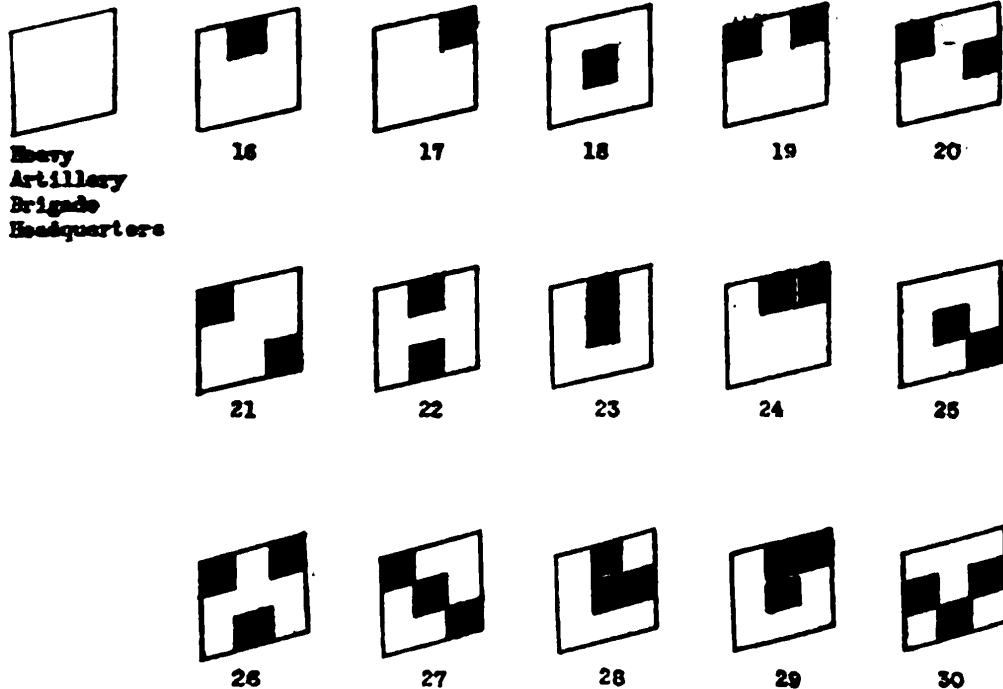 Heavy
Artillery
Brigade
Headquarters
16 17 18 19 20
21 22 23 24 25
26 27 28 29 30